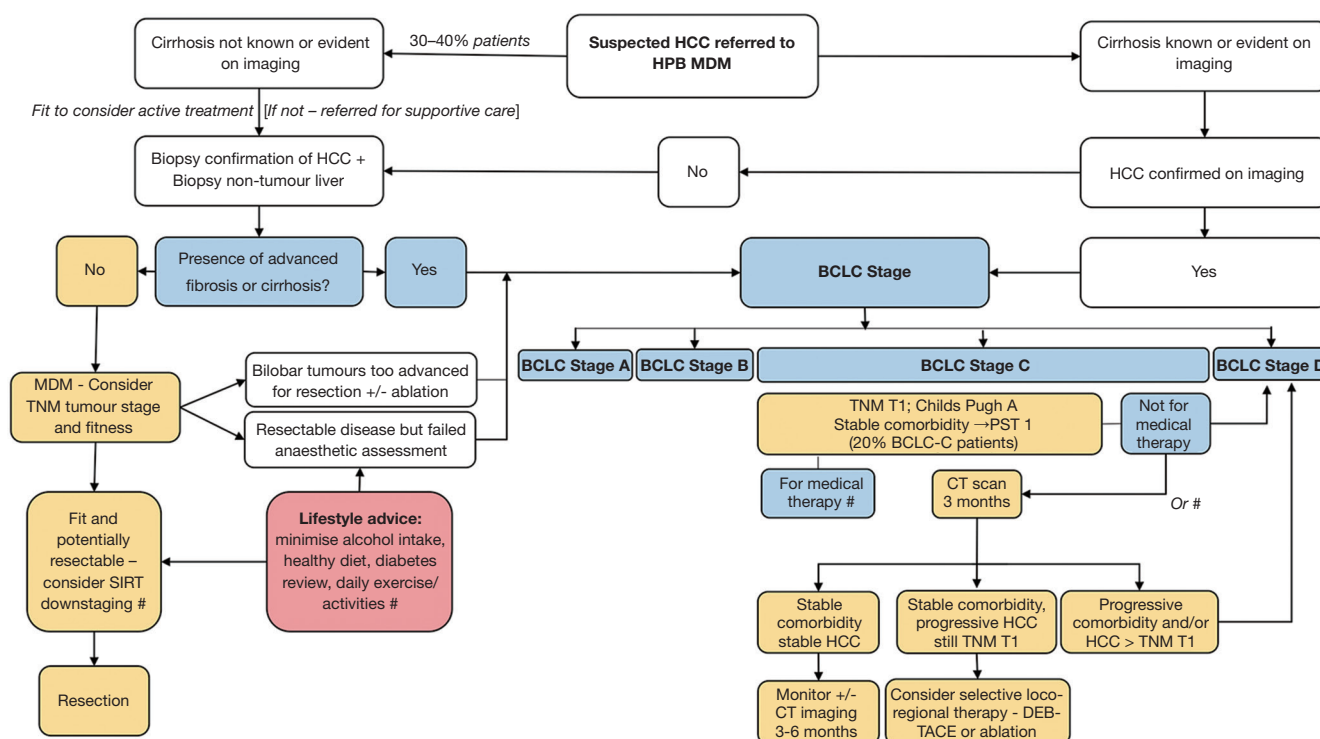 Cirrhosis not known or evident
on imaging
30–40% patients
Suspected HCC referred to
HPB MDM
Cirrhosis known or evident on
imaging
Fit to consider active treatment
[If not – referred for supportive care]
Biopsy confirmation of HCC +
Biopsy non-tumour liver
No
HCC confirmed on imaging
No
Presence of advanced
fibrosis or cirrhosis?
Yes
BCLC Stage
Yes
BCLC Stage A
BCLC Stage B
BCLC Stage C
BCLC Stage D
MDM - Consider
TNM tumour stage
and fitness
Bilobar tumours too advanced
for resection +/- ablation
Resectable disease but failed
anaesthetic assessment
TNM T1; Childs Pugh A
Stable comorbidity →PST 1
(20% BCLC-C patients)
Not for
medical
therapy
For medical
therapy #
CT scan
3 months
Or #
Fit and
potentially
resectable –
consider SIRT
downstaging #
Lifestyle advice:
minimise alcohol intake,
healthy diet, diabetes
review, daily exercise/
activities #
Stable
comorbidity
stable HCC
Stable comorbidity,
progressive HCC
still TNM T1
Progressive
comorbidity and/or
HCC > TNM T1
Resection
Monitor +/-
CT imaging
3-6 months
Consider selective loco-
regional therapy - DEB-
TACE or ablation